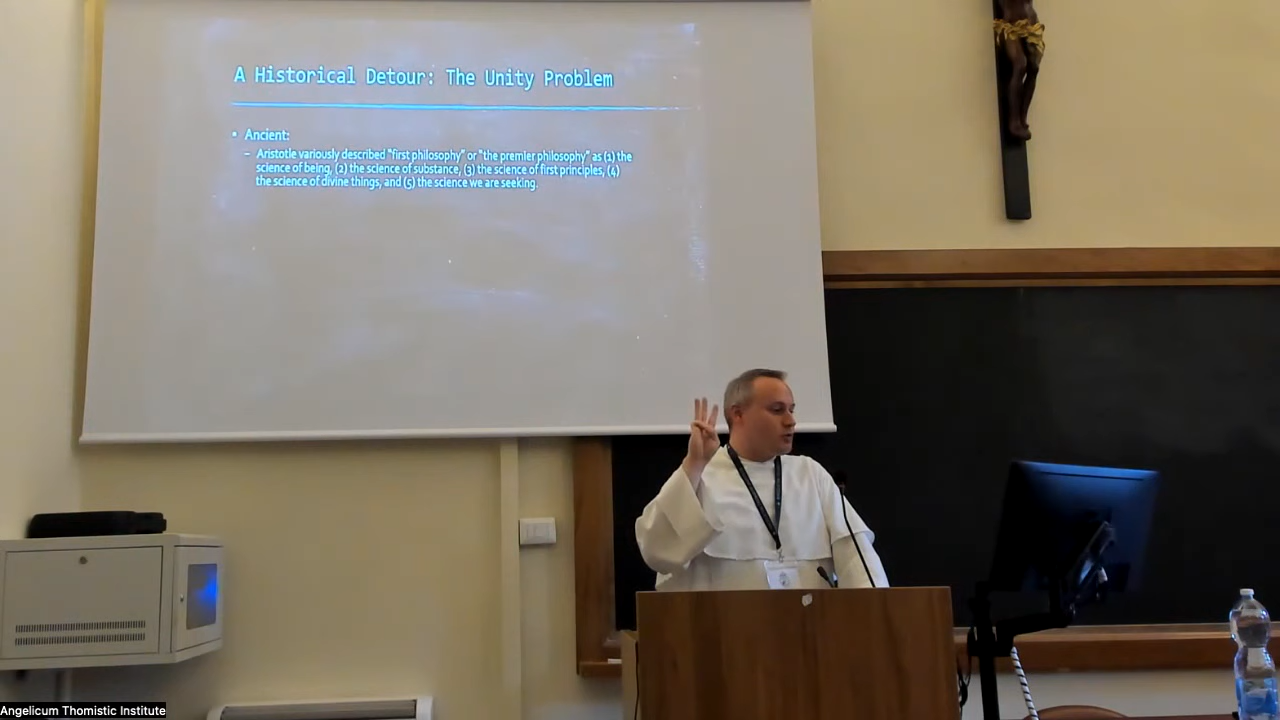 A Historical Detour: The Unity Problem
• Ancient:
– Aristotle variously described "first philosophy" or "the premier philosophy" as (1) the
science of being, (2) the science of substance, (3) the science of first principles, (4)
the science of divine things, and (5) the science we are seeking.
Angelicum Thomistic Institute